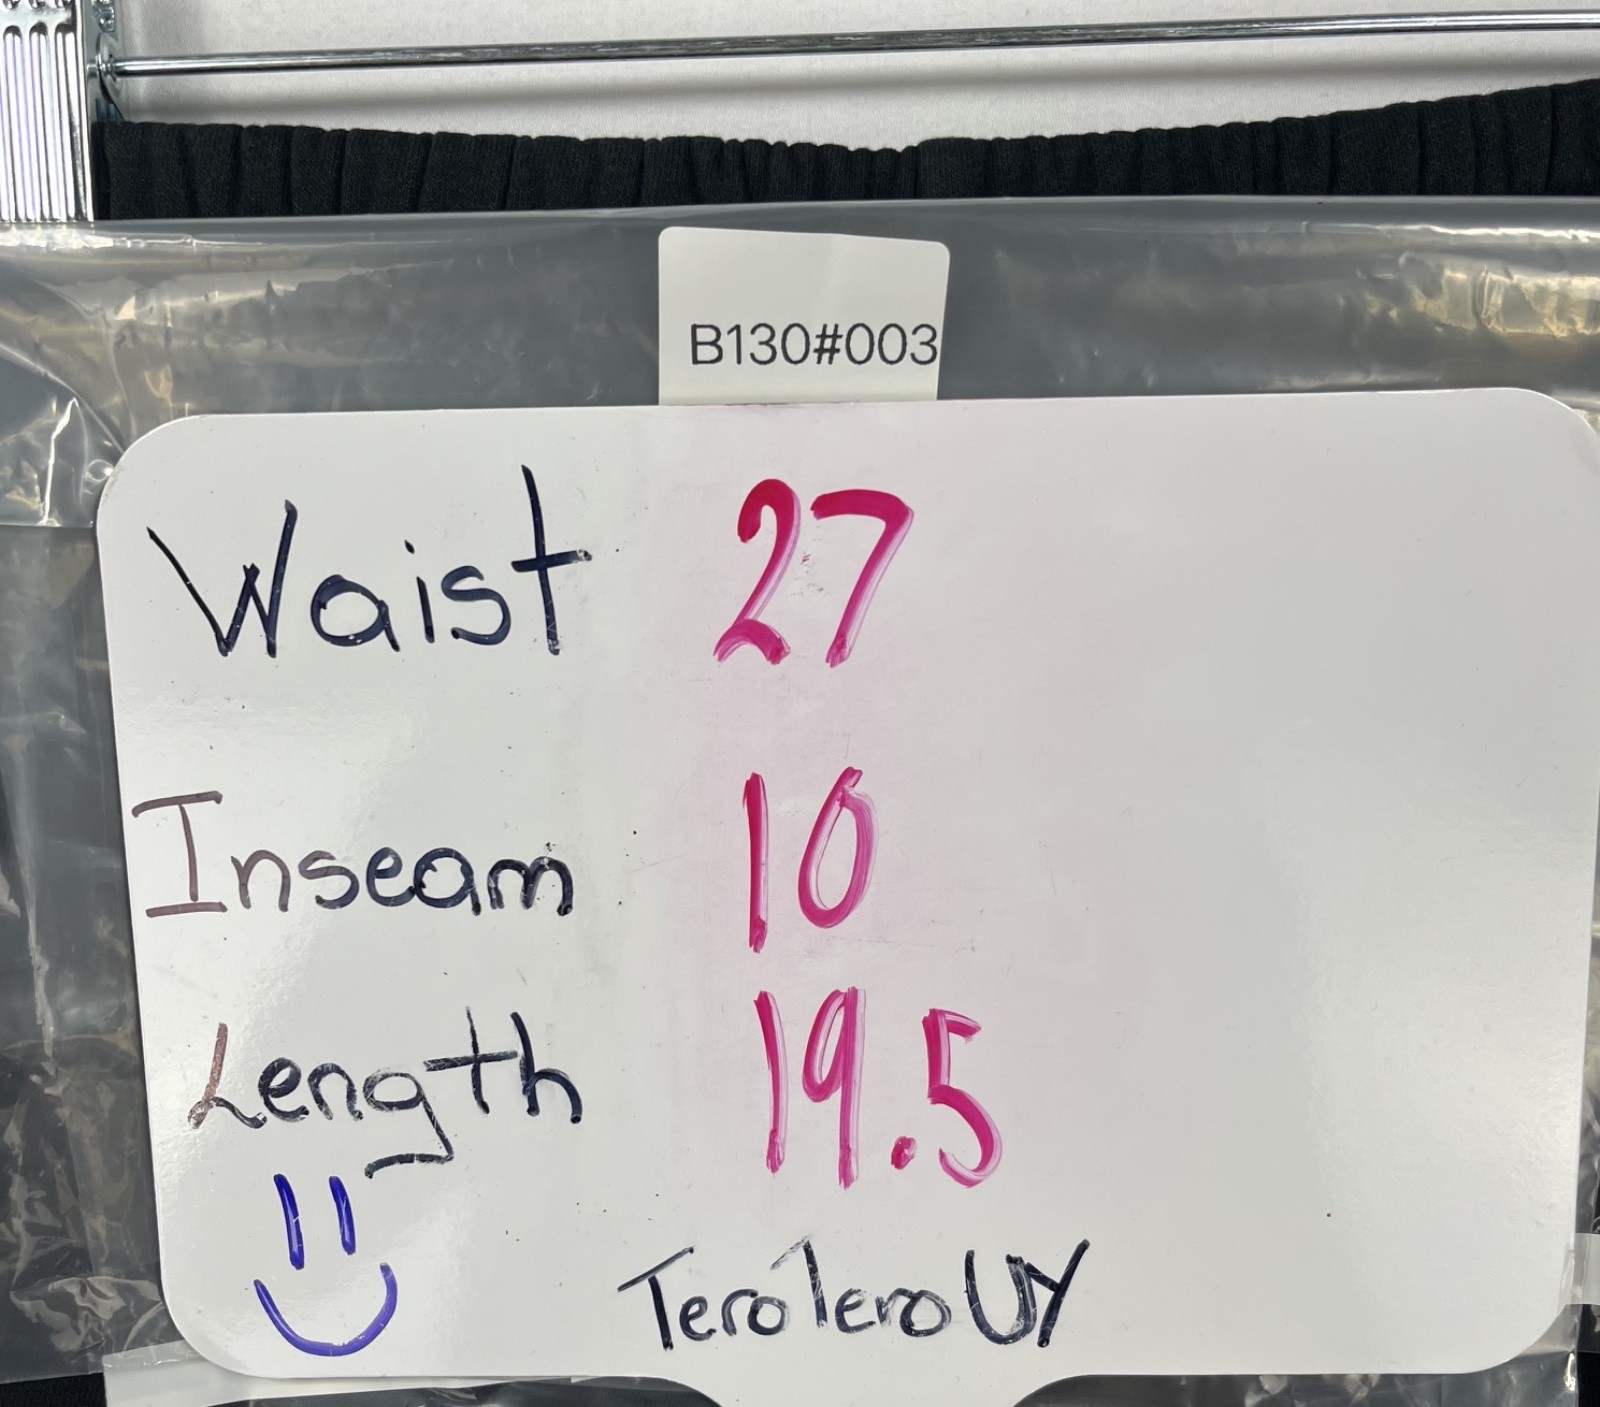 B130#003
Waist 27
Inseam 10
Length 19.5
TeroTeroUY